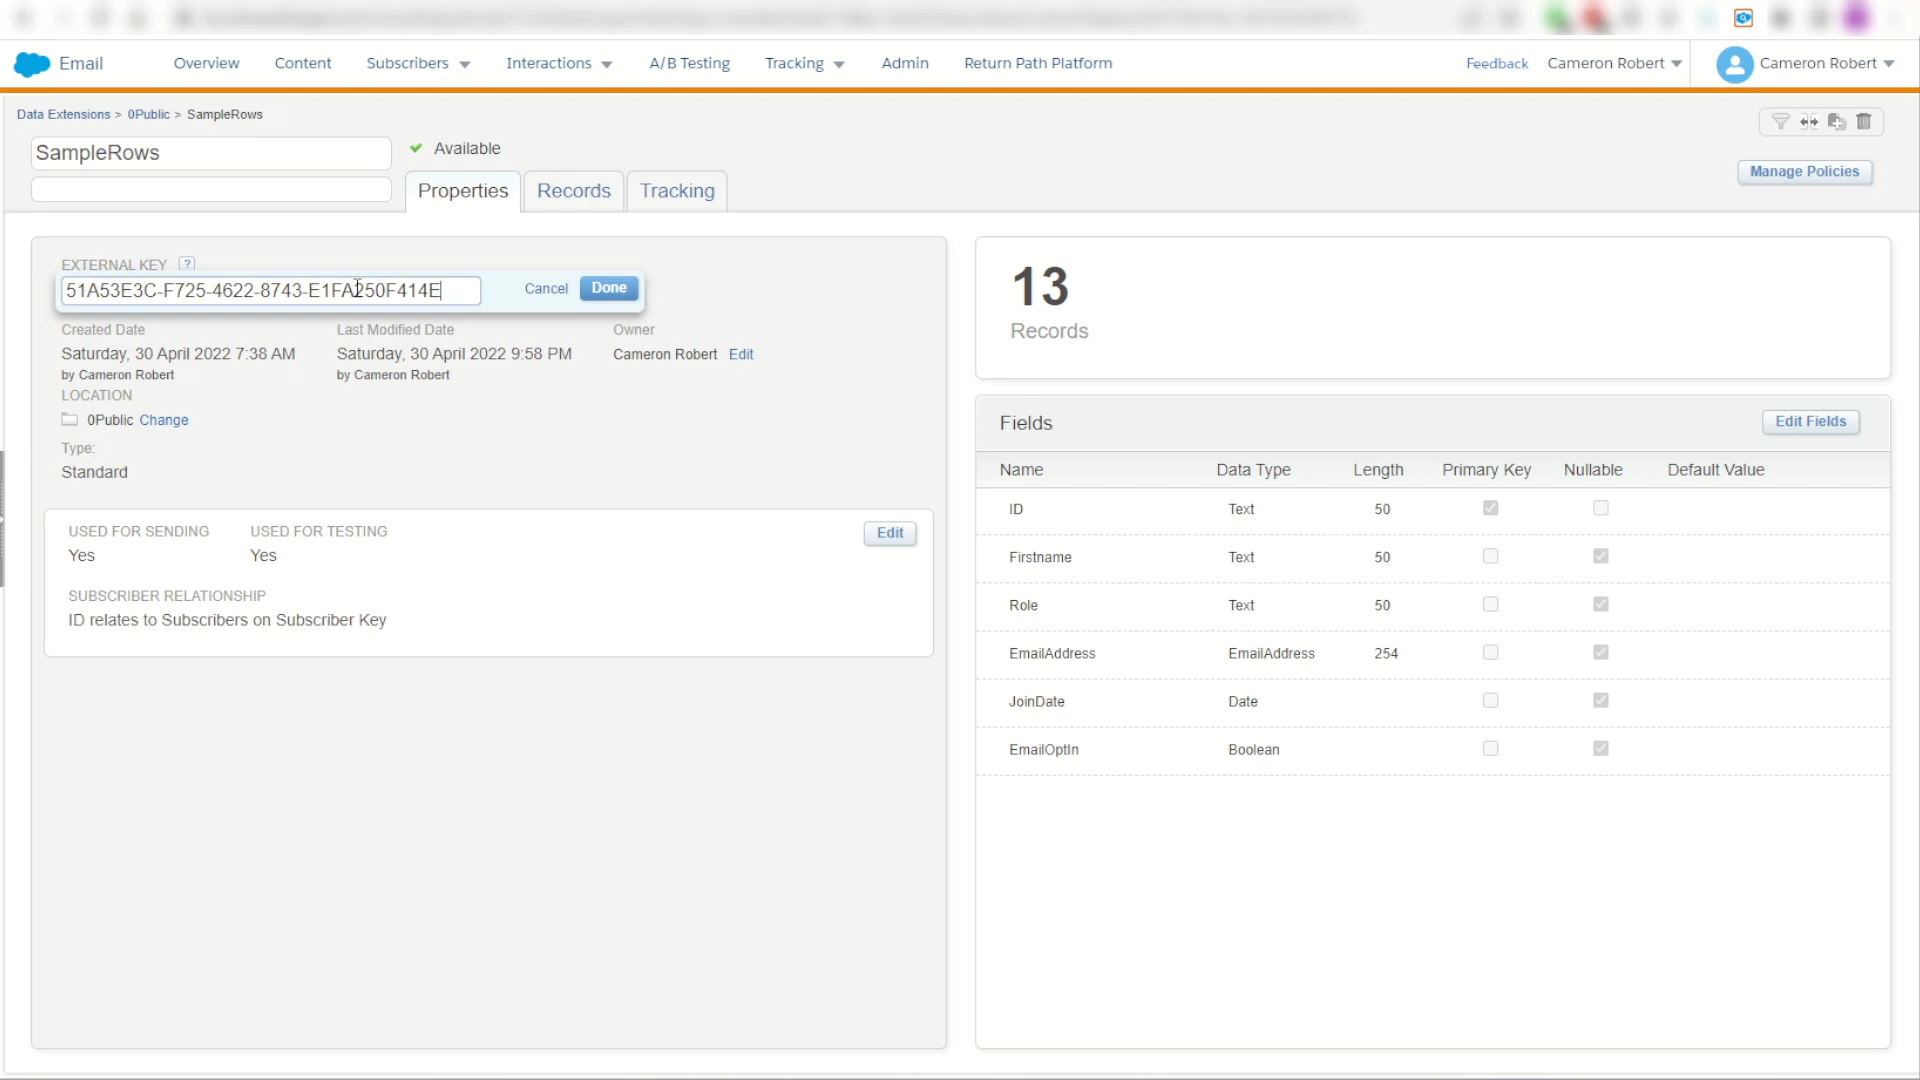 Email
Overview
Content
Subscribers
Interactions
A/B Testing
Tracking
Admin
Return Path Platform
Feedback
Cameron Robert
Cameron Robert
Data Extensions > 0Public > SampleRows
SampleRows
Available
Properties
Records
Tracking
Manage Policies
EXTERNAL KEY ?
51A53E3C-F725-4622-8743-E1FA250F414E
Cancel
Done
Created Date
Saturday, 30 April 2022 7:38 AM
by Cameron Robert
Last Modified Date
Saturday, 30 April 2022 9:58 PM
by Cameron Robert
Owner
Cameron Robert Edit
LOCATION
0Public Change
Type:
Standard
USED FOR SENDING
Yes
USED FOR TESTING
Yes
Edit
SUBSCRIBER RELATIONSHIP
ID relates to Subscribers on Subscriber Key
13
Records
Fields
Edit Fields
Name Data Type Length Primary Key Nullable Default Value
ID Text 50
Firstname Text 50
Role Text 50
EmailAddress EmailAddress 254
JoinDate Date
EmailOptIn Boolean